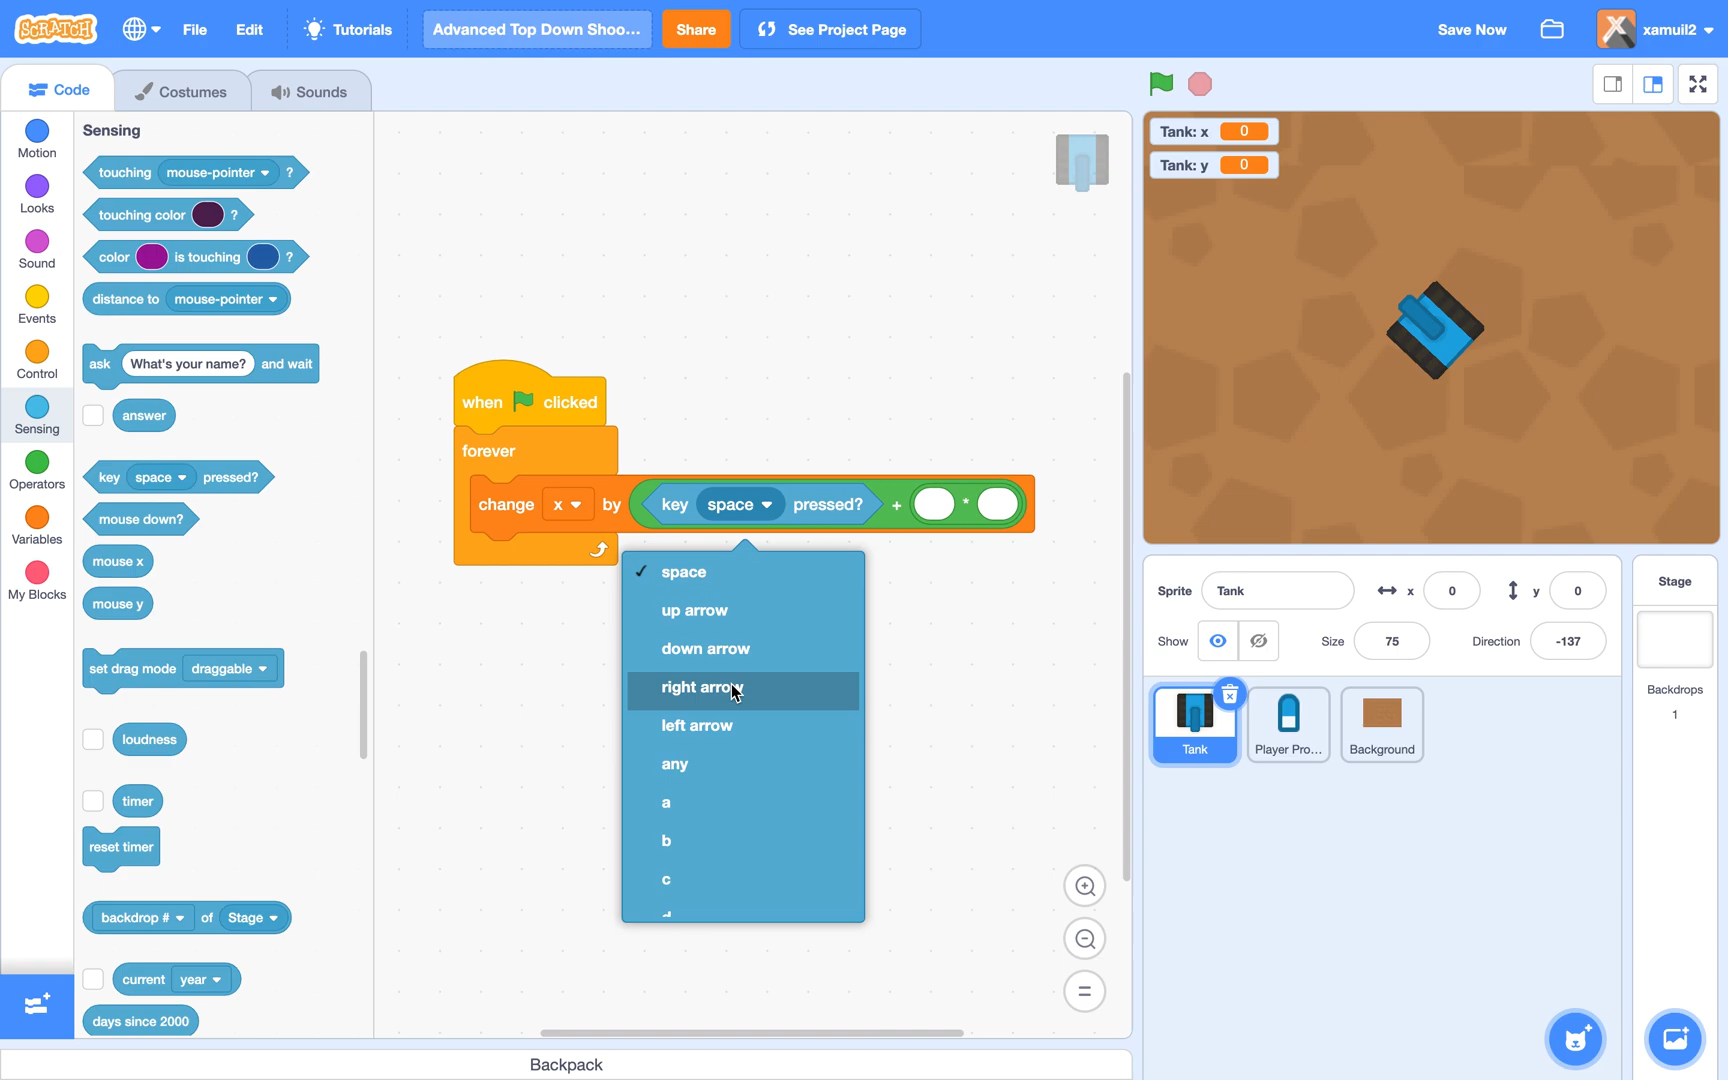 SCRATCH File Edit Tutorials Advanced Top Down Shoo... Share See Project Page Save Now xamuil2
Code Costumes Sounds
Motion
Looks
Sound
Events
Control
Sensing
Operators
Variables
My Blocks
Sensing
touching mouse-pointer ?
touching color ?
color is touching ?
distance to mouse-pointer
ask What's your name? and wait
answer
key space pressed?
mouse down?
mouse x
mouse y
set drag mode draggable
loudness
timer
reset timer
backdrop # of Stage
current year
days since 2000
when clicked
forever
change x by key space pressed? + *
✓ space
up arrow
down arrow
right arrow
left arrow
any
a
b
c
d
Backpack
Tank: x 0
Tank: y 0
Sprite Tank x 0 y 0
Show Size 75 Direction -137
Tank
Player Pro...
Background
Stage
Backdrops
1